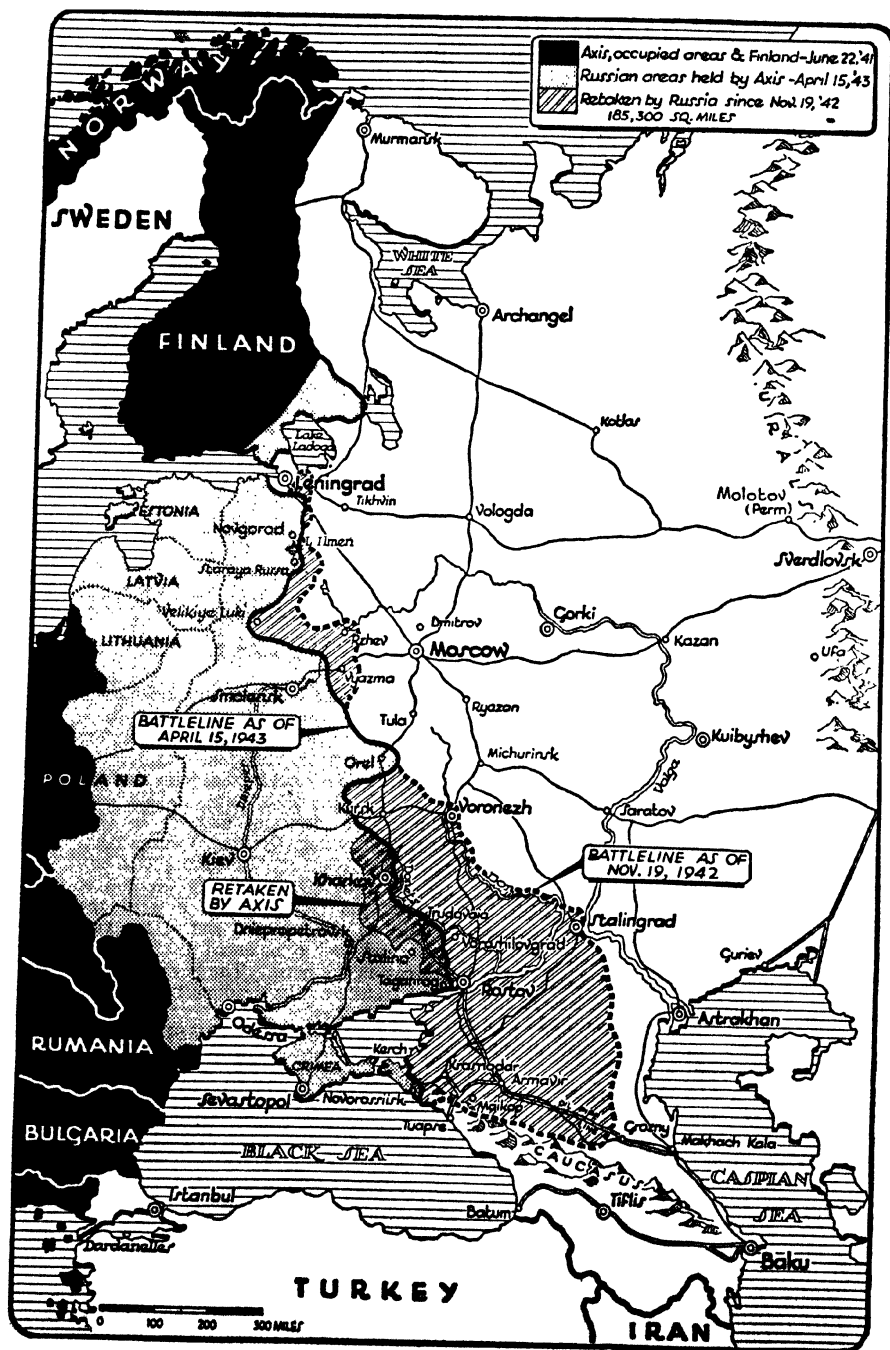 Axis, occupied areas & Finland-June 22,'41
Russian areas held by Axis -April 15,'43
Retaken by Russia since Nov. 19, '42
185,300 SQ. MILES
NORWAY
Murmansk
SWEDEN
WHITE
SEA
Archangel
FINLAND
Kotlas
Lake
Ladoga
Leningrad
Tikhvin
Vologda
Molotov
(Perm)
Sverdlovsk
ESTONIA
Novgorod
L. Ilmen
Staraya Russa
LATVIA
Velikiye Luki
Dmitrov
Gorki
Rzhev
Kazan
LITHUANIA
Moscow
Ufa
Vyazma
Smolensk
Ryazan
BATTLELINE AS OF
APRIL 15, 1943
Tula
Kuibyshev
Orel
Michurinsk
Volga
POLAND
Dnieper
Kursk
Voroniezh
Saratov
Kiev
BATTLELINE AS OF
NOV. 19, 1942
Kharkov
RETAKEN
BY AXIS
Trudavaia
Stalingrad
Dniepropetrovsk
Voroshilovgrad
Stalino
Guriev
Taganrog
Rostov
Astrakhan
Odessa
RUMANIA
Kerch
Krasnodar
Armavir
CRIMEA
Sevastopol
Novorossiisk
Maikop
Grozny
Tuapse
Makhach Kala
BULGARIA
BLACK SEA
CAUCASUS
CASPIAN
SEA
Istanbul
Batum
Tiflis
Dardanelles
Baku
TURKEY
0 100 200 300 MILES
IRAN